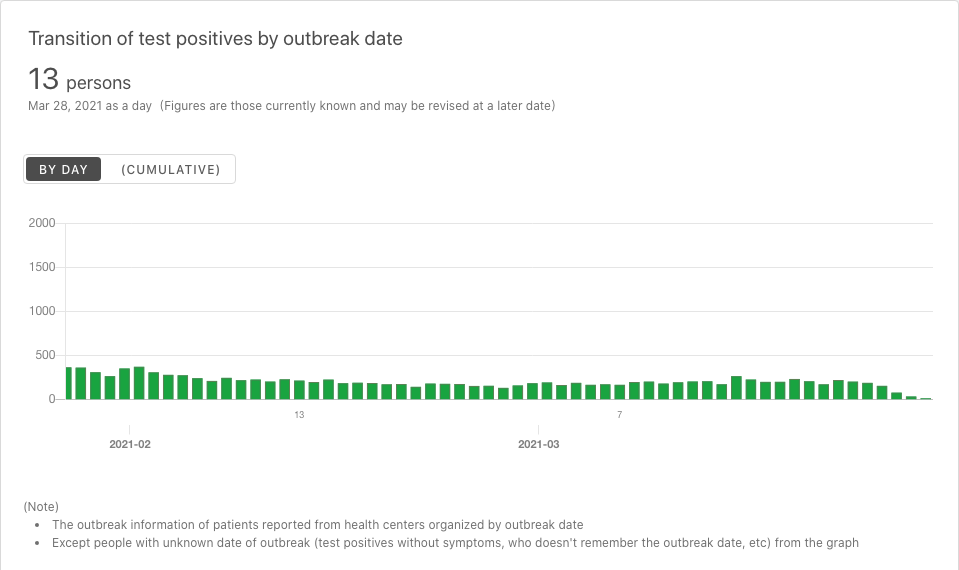 Transition of test positives by outbreak date
13 persons
Mar 28, 2021 as a day (Figures are those currently known and may be revised at a later date)
BY DAY (CUMULATIVE)
2000
1500
1000
500
0
13 7
2021-02 2021-03
(Note)
• The outbreak information of patients reported from health centers organized by outbreak date
• Except people with unknown date of outbreak (test positives without symptoms, who doesn't remember the outbreak date, etc) from the graph